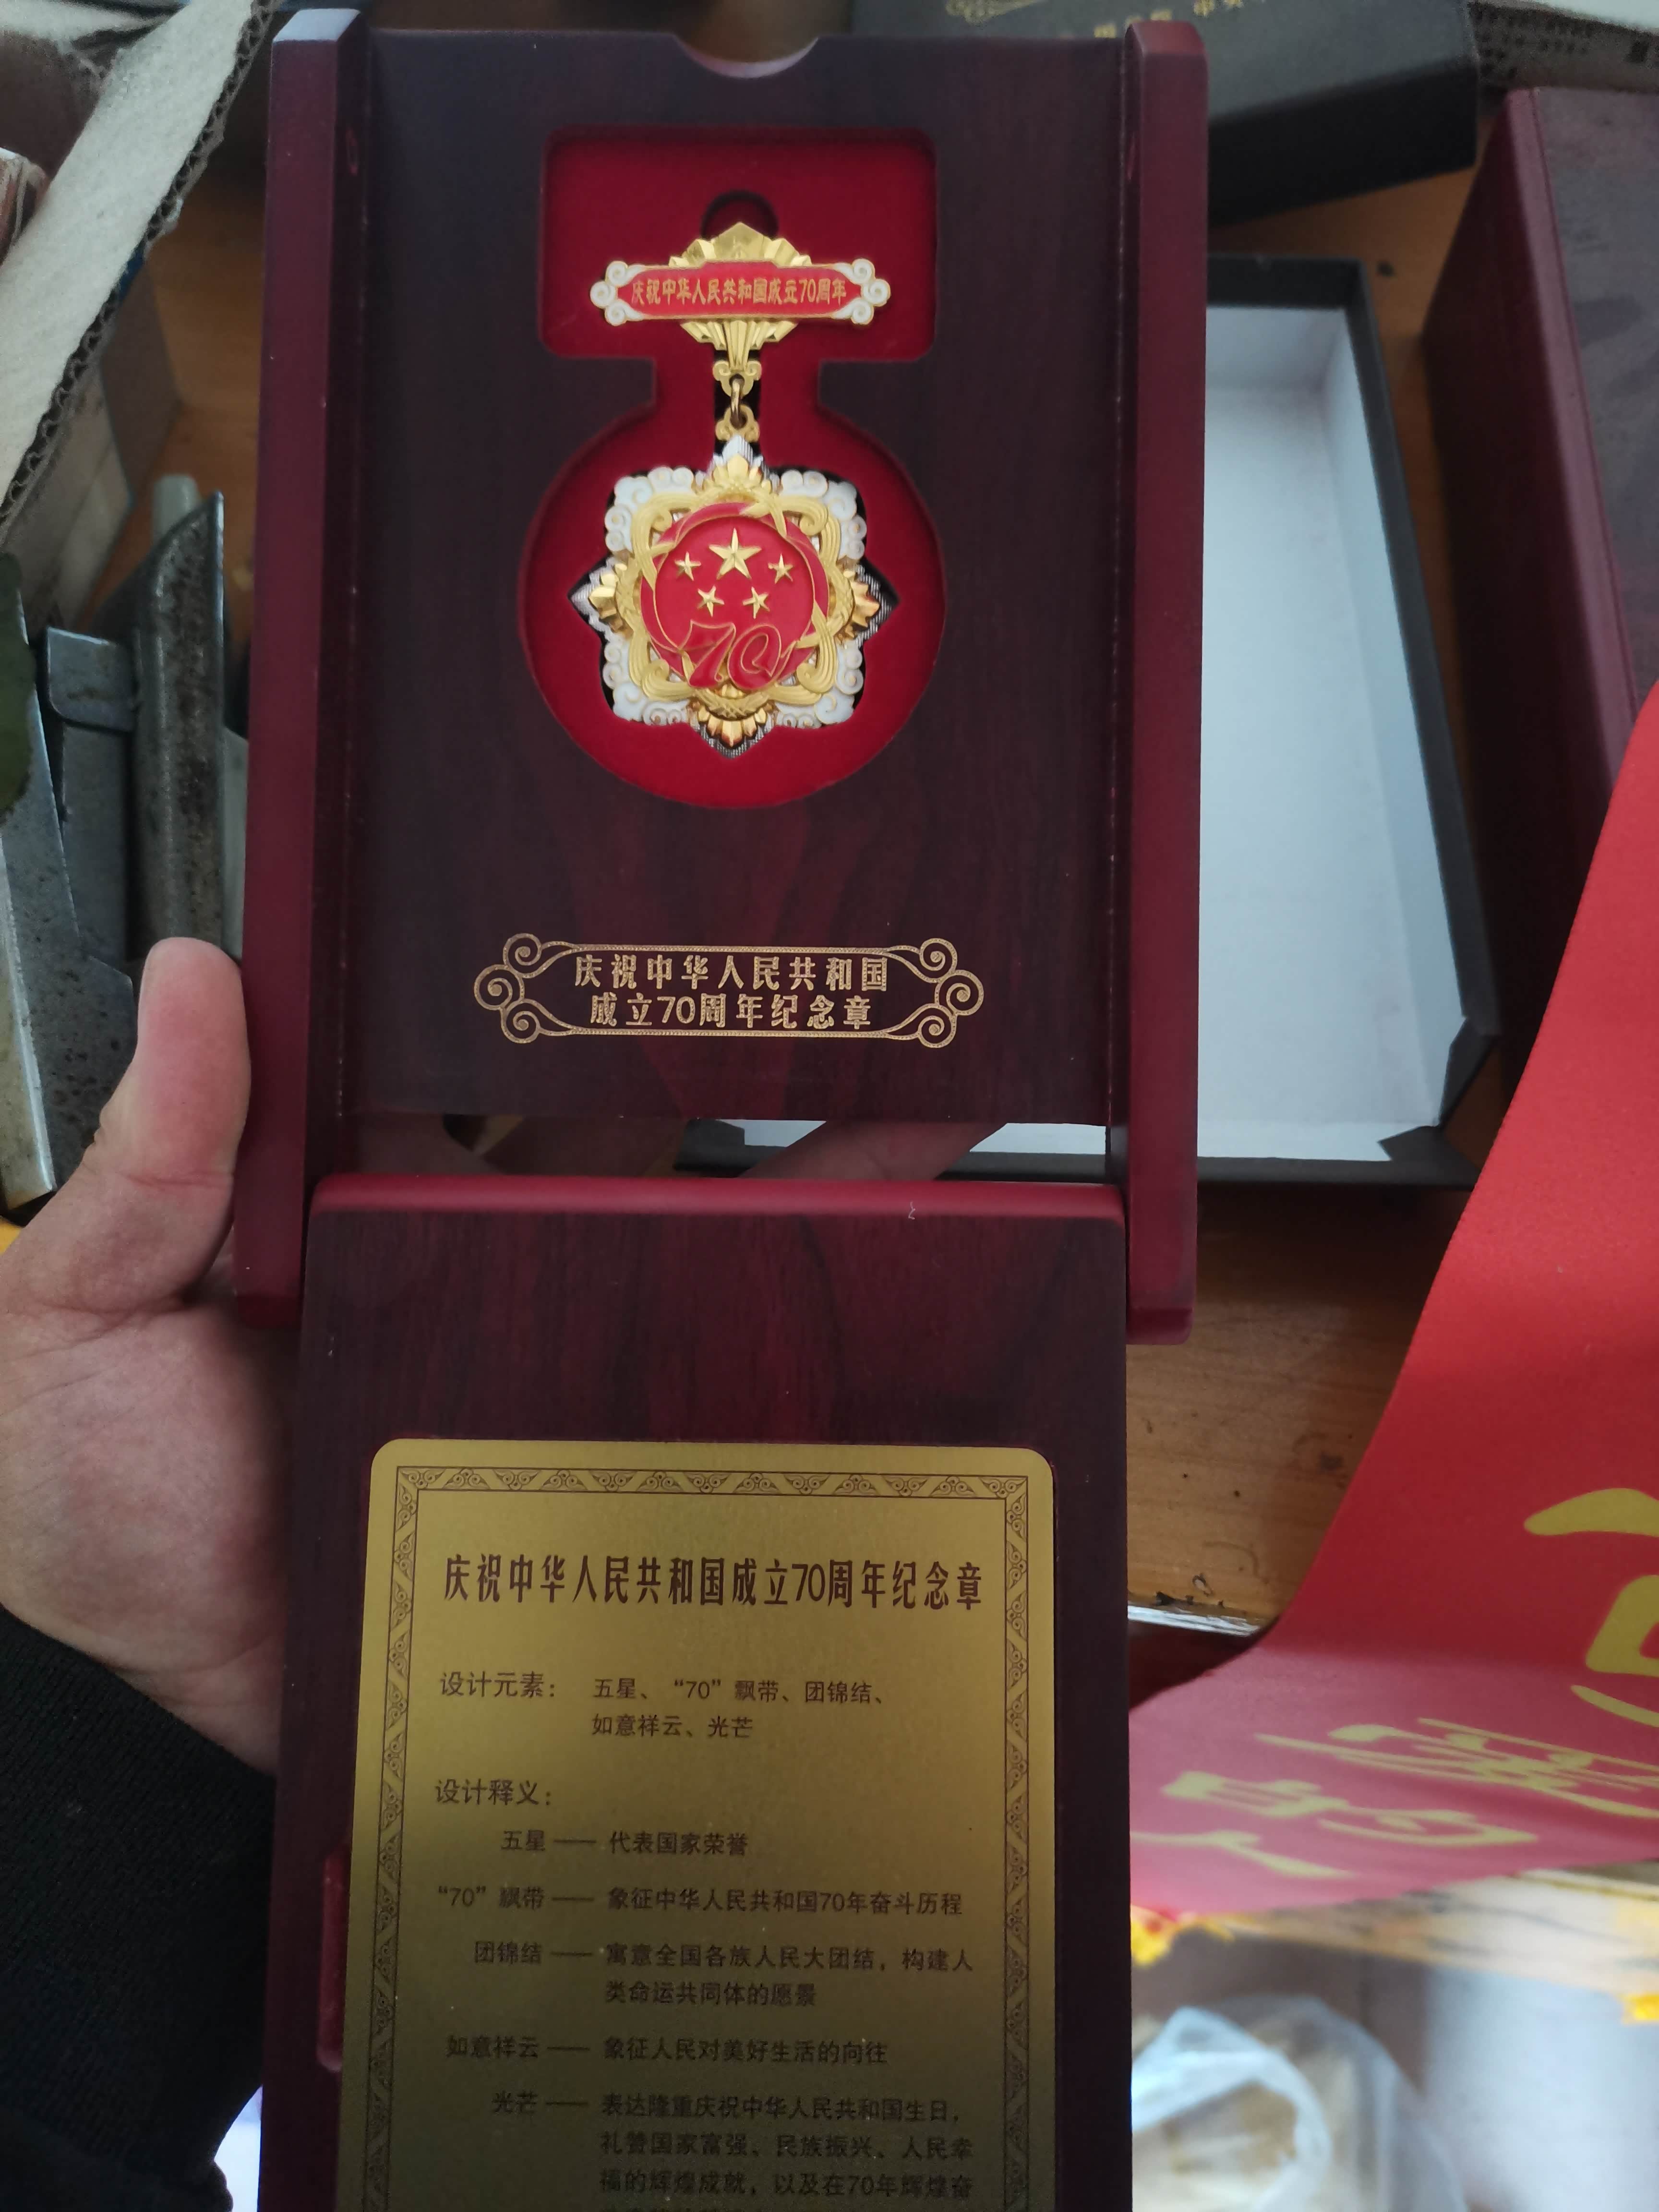 庆祝中华人民共和国成立70周年
70
庆祝中华人民共和国
成立70周年纪念章
庆祝中华人民共和国成立70周年纪念章
设计元素： 五星、“70”飘带、团锦结、
如意祥云、光芒
设计释义：
五星——代表国家荣誉
“70”飘带——象征中华人民共和国70年奋斗历程
团锦结——寓意全国各族人民大团结，构建人
类命运共同体的愿景
如意祥云——象征人民对美好生活的向往
光芒——表达隆重庆祝中华人民共和国生日，
礼赞国家富强、民族振兴、人民幸
福的辉煌成就，以及在70年辉煌奋